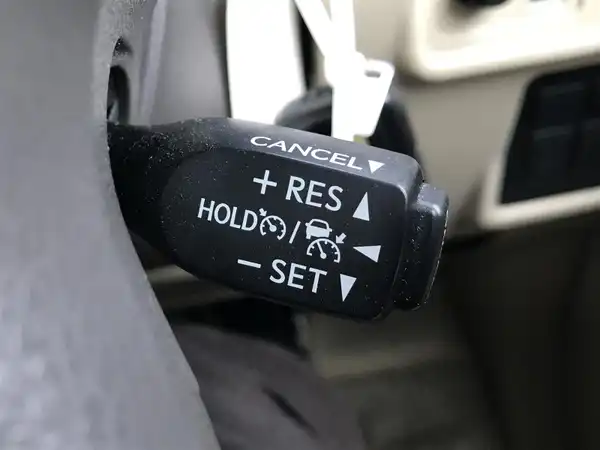 CANCEL▼
+ RES ▲
HOLD / ◀
− SET ▼